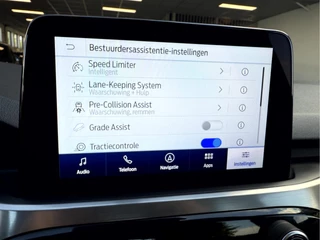 Bestuurdersassistentie-instellingen
Speed Limiter
Intelligent
Lane-Keeping System
Waarschuwing + Hulp
Pre-Collision Assist
Waarschuwing, remmen
Grade Assist
Tractiecontrole
Audio
Telefoon
Navigatie
Apps
Instellingen